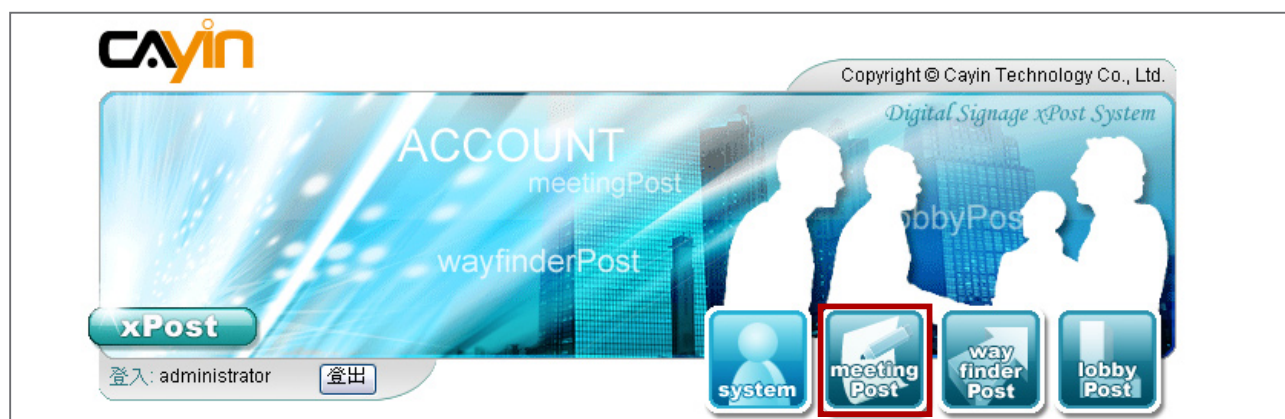 CAyin
Copyright © Cayin Technology Co., Ltd.
Digital Signage xPost System
ACCOUNT
meetingPost
lobbyPos
wayfinderPost
xPost
登入: administrator
登出
system
meeting
Post
way
finder
Post
lobby
Post